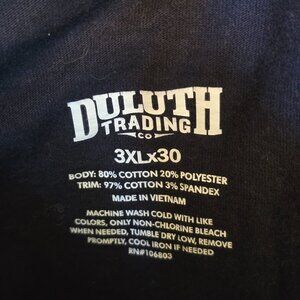 DULUTH
TRADING
CO
3XLx30
BODY: 80% COTTON 20% POLYESTER
TRIM: 97% COTTON 3% SPANDEX
MADE IN VIETNAM
MACHINE WASH COLD WITH LIKE
COLORS, ONLY NON-CHLORINE BLEACH
WHEN NEEDED, TUMBLE DRY LOW, REMOVE
PROMPTLY, COOL IRON IF NEEDED
RN#106803